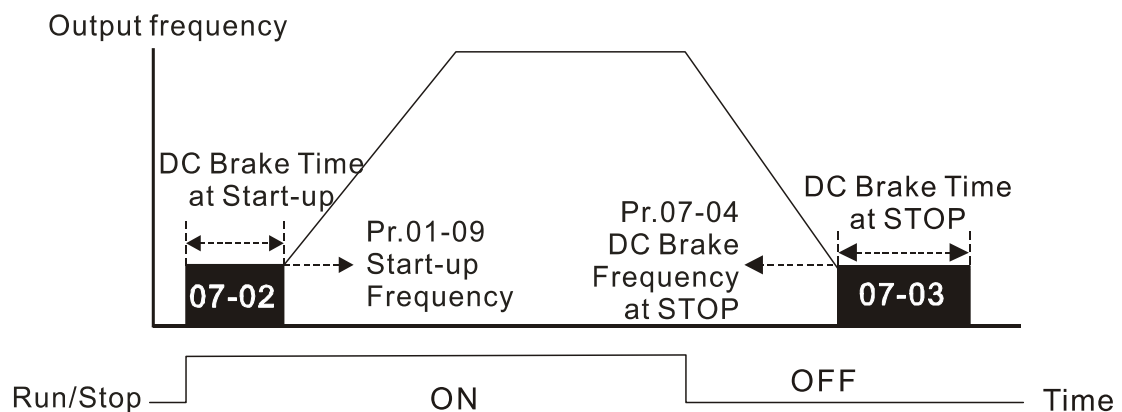 Output frequency
DC Brake Time
at Start-up
Pr.01-09
Start-up
Frequency
07-02
Pr.07-04
DC Brake
Frequency
at STOP
DC Brake Time
at STOP
07-03
Run/Stop
ON
OFF
Time